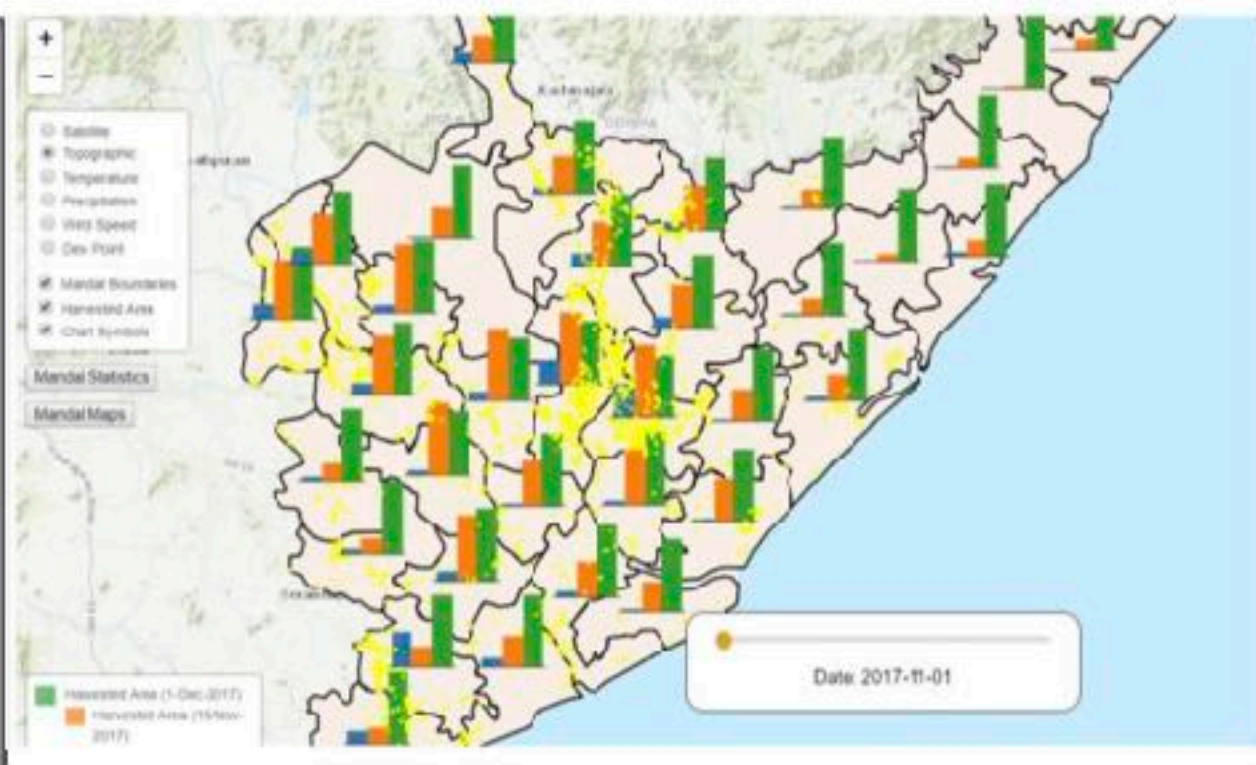 +
−
Satellite
Topographic
Temperature
Precipitation
Wind Speed
Dew Point
Mandal Boundaries
Harvested Area
Chart Symbols
Mandal Statistics
Mandal Maps
Harvested Area (1-Dec-2017)
Harvested Area (15/Nov-
2017)
Date: 2017-11-01